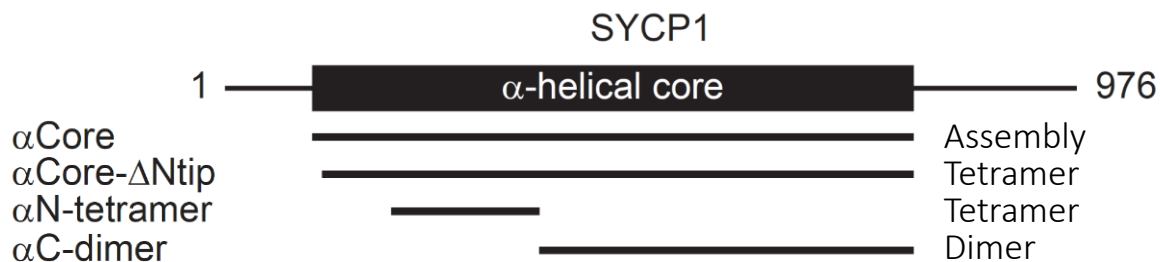 SYCP1
1 α-helical core 976
αCore Assembly
αCore-ΔNtip Tetramer
αN-tetramer Tetramer
αC-dimer Dimer